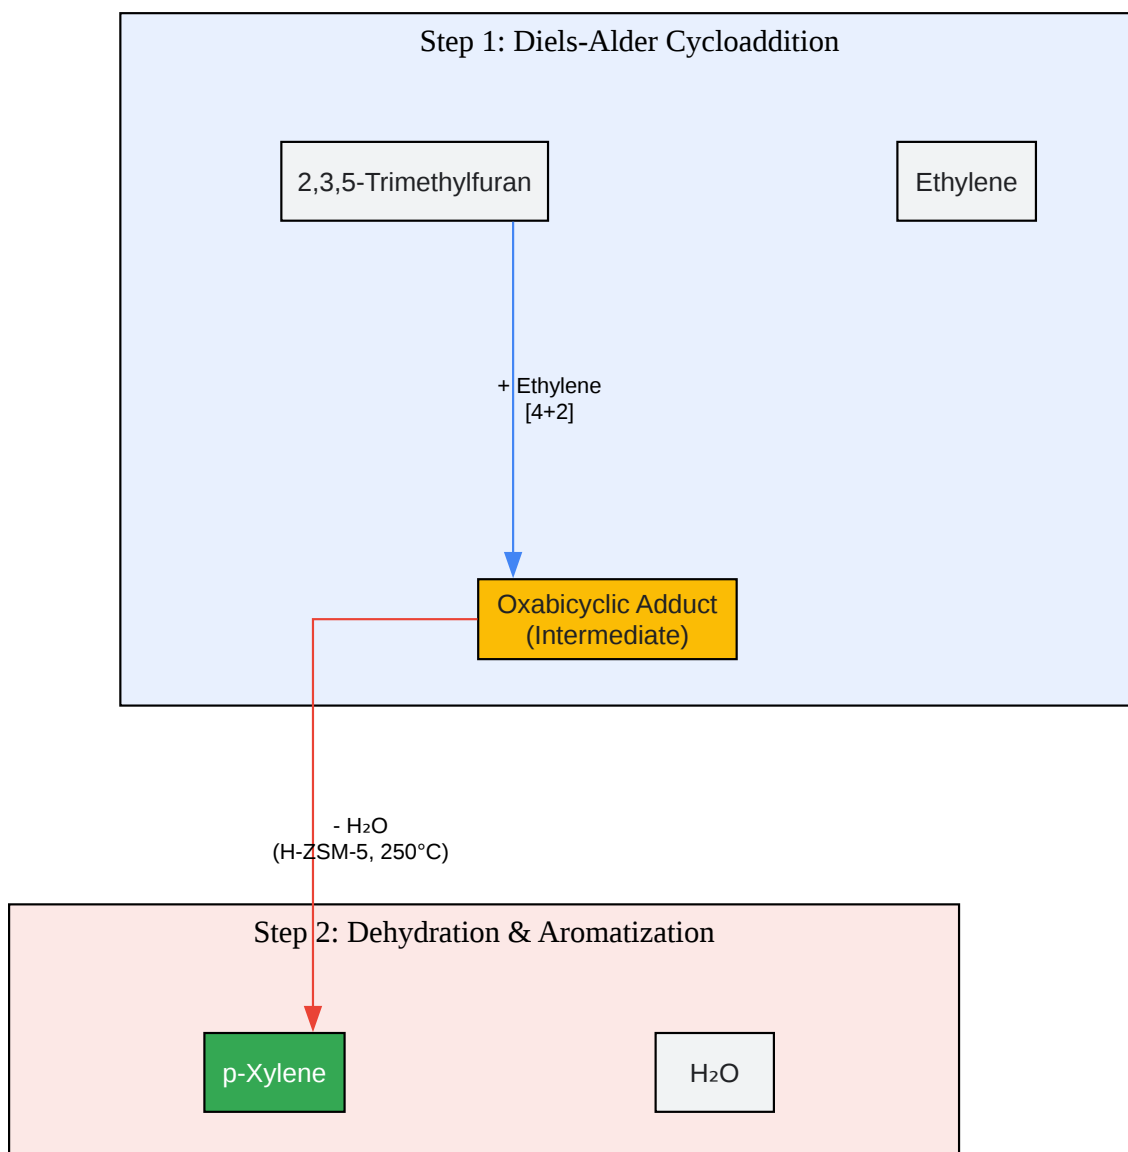 Step 1: Diels-Alder Cycloaddition
2,3,5-Trimethylfuran
Ethylene
+ Ethylene
[4+2]
Oxabicyclic Adduct
(Intermediate)
- H₂O
(H-ZSM-5, 250°C)
Step 2: Dehydration & Aromatization
p-Xylene
H₂O